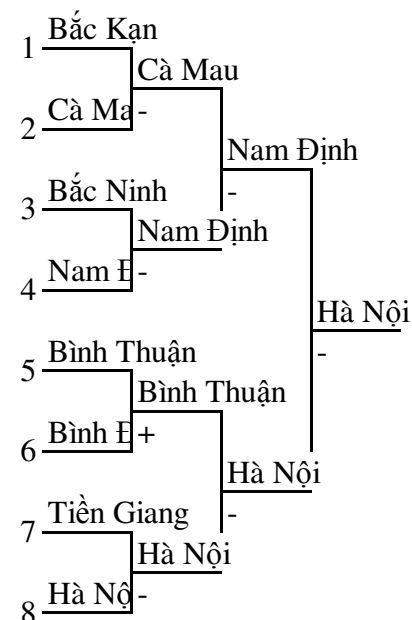 Bắc Kạn
1
Cà Mau
Cà Ma -
2
Nam Định
Bắc Ninh -
3
Nam Định
Nam Đ -
4
Hà Nội
Bình Thuận -
5
Bình Thuận
Bình Đ +
6
Hà Nội
Tiền Giang -
7
Hà Nội
Hà Nộ -
8